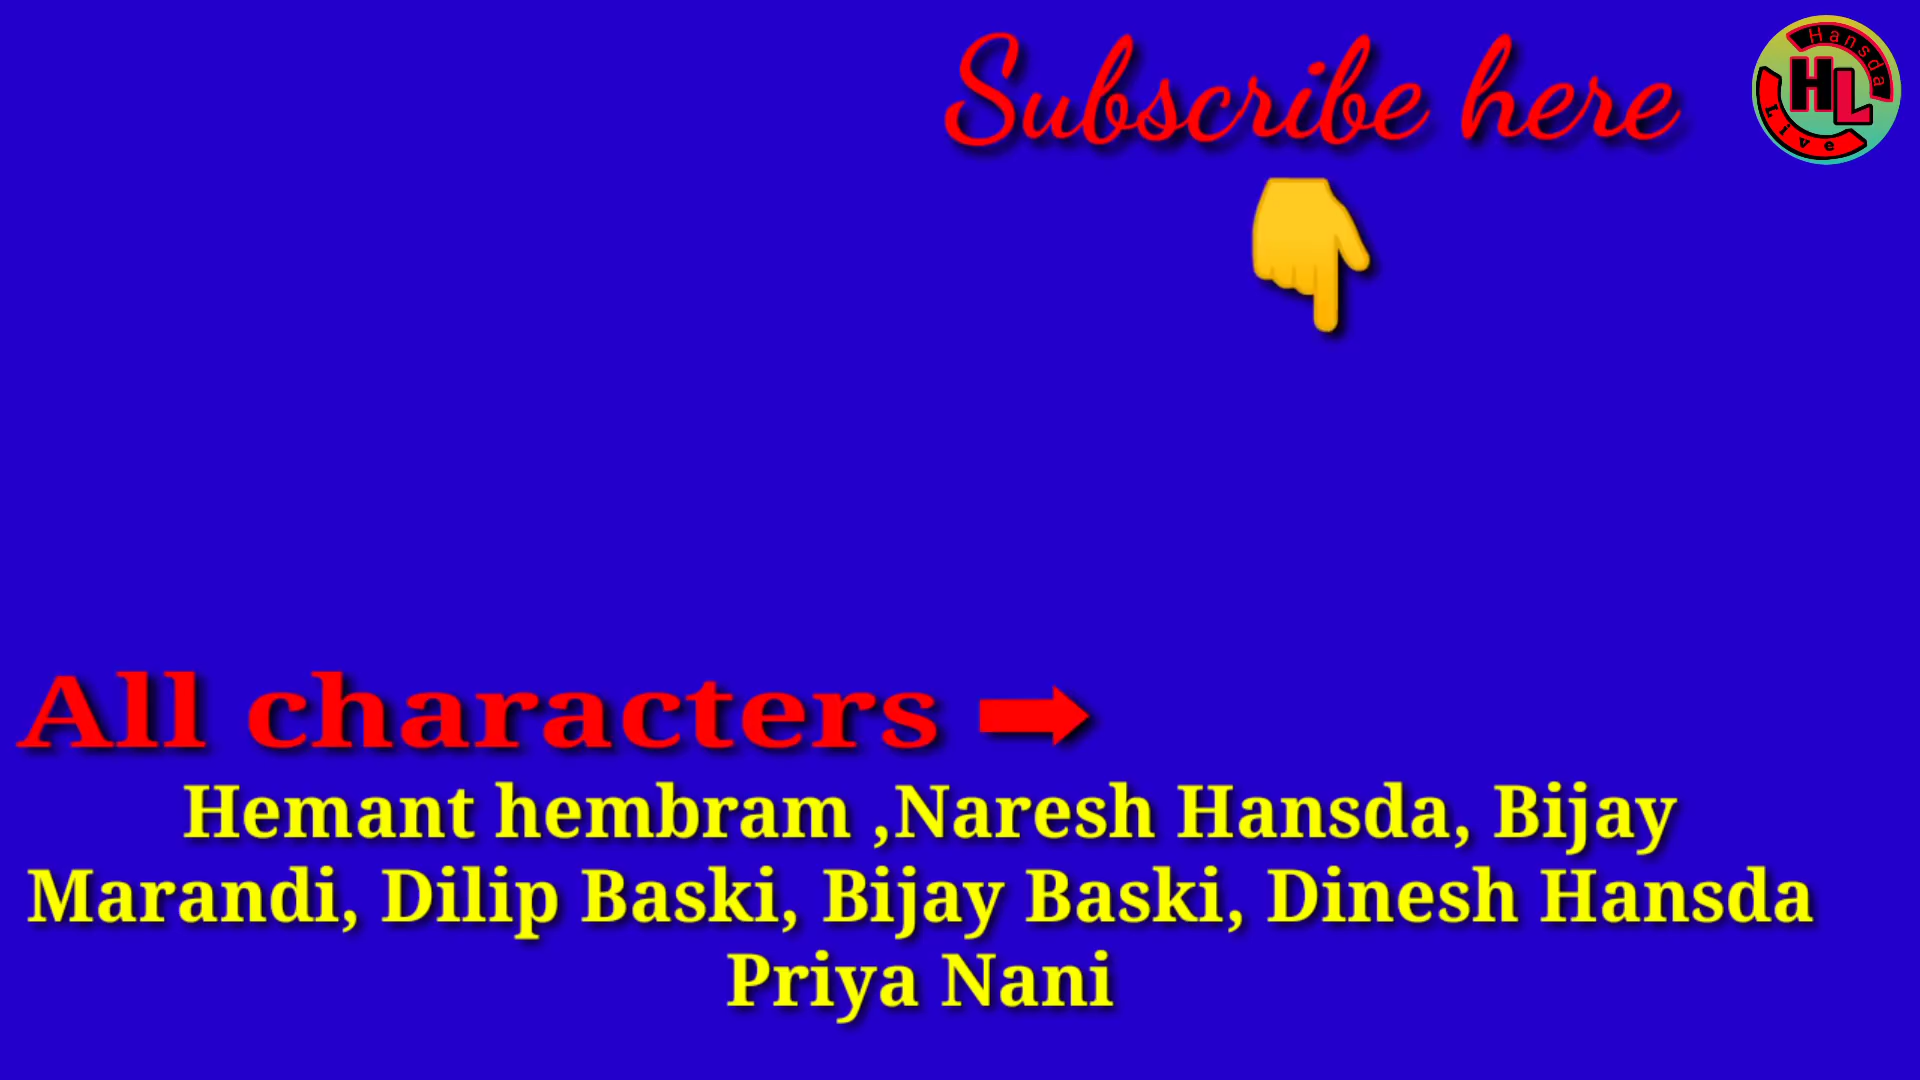 Subscribe here
Hansda
HL
Live
All characters
Hemant hembram ,Naresh Hansda, Bijay
Marandi, Dilip Baski, Bijay Baski, Dinesh Hansda
Priya Nani